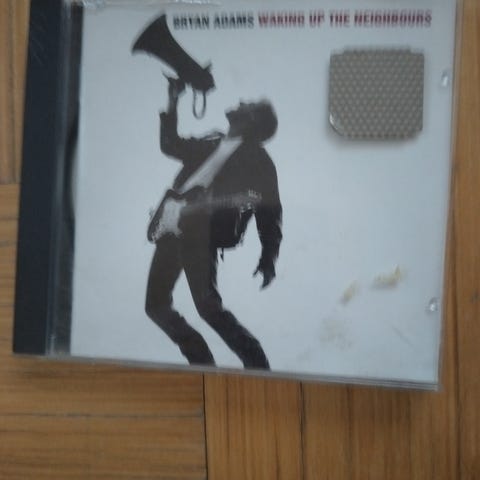 BRYAN ADAMS WAKING UP THE NEIGHBOURS